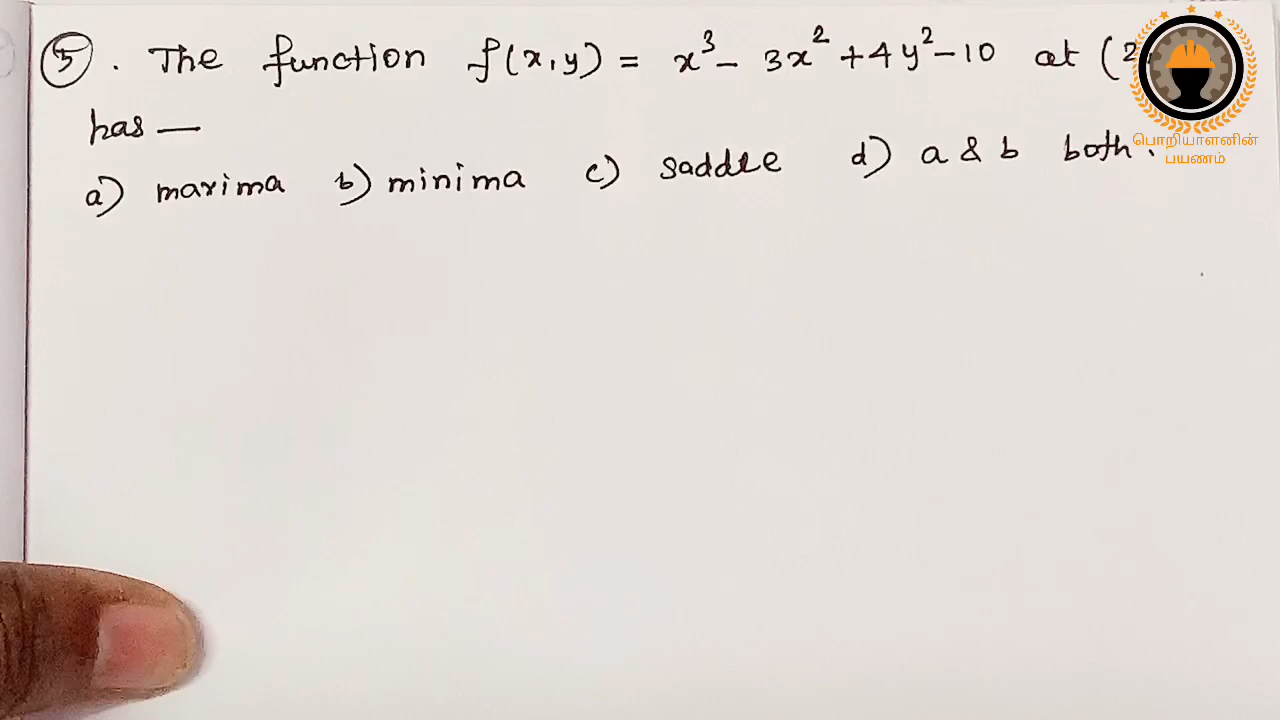 5. The function f(x,y) = x³ - 3x² + 4y² - 10 at (2,
has —
a) maxima b) minima c) saddle d) a & b both.
பொறியாளனின்
பயணம்